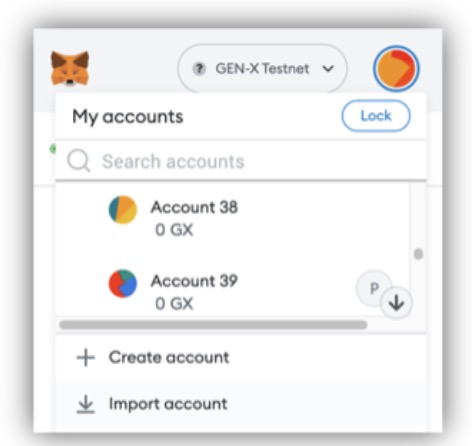 ? GEN-X Testnet
My accounts
Lock
Search accounts
Account 38
0 GX
Account 39
0 GX
P
Create account
Import account